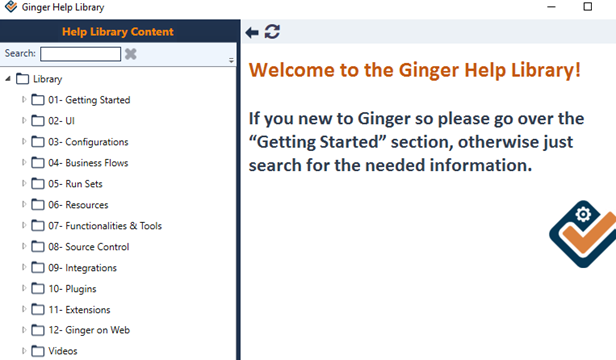 Ginger Help Library
Help Library Content
Search:
Library
01- Getting Started
02- UI
03- Configurations
04- Business Flows
05- Run Sets
06- Resources
07- Functionalities & Tools
08- Source Control
09- Integrations
10- Plugins
11- Extensions
12- Ginger on Web
Videos
Welcome to the Ginger Help Library!
If you new to Ginger so please go over the
“Getting Started” section, otherwise just
search for the needed information.